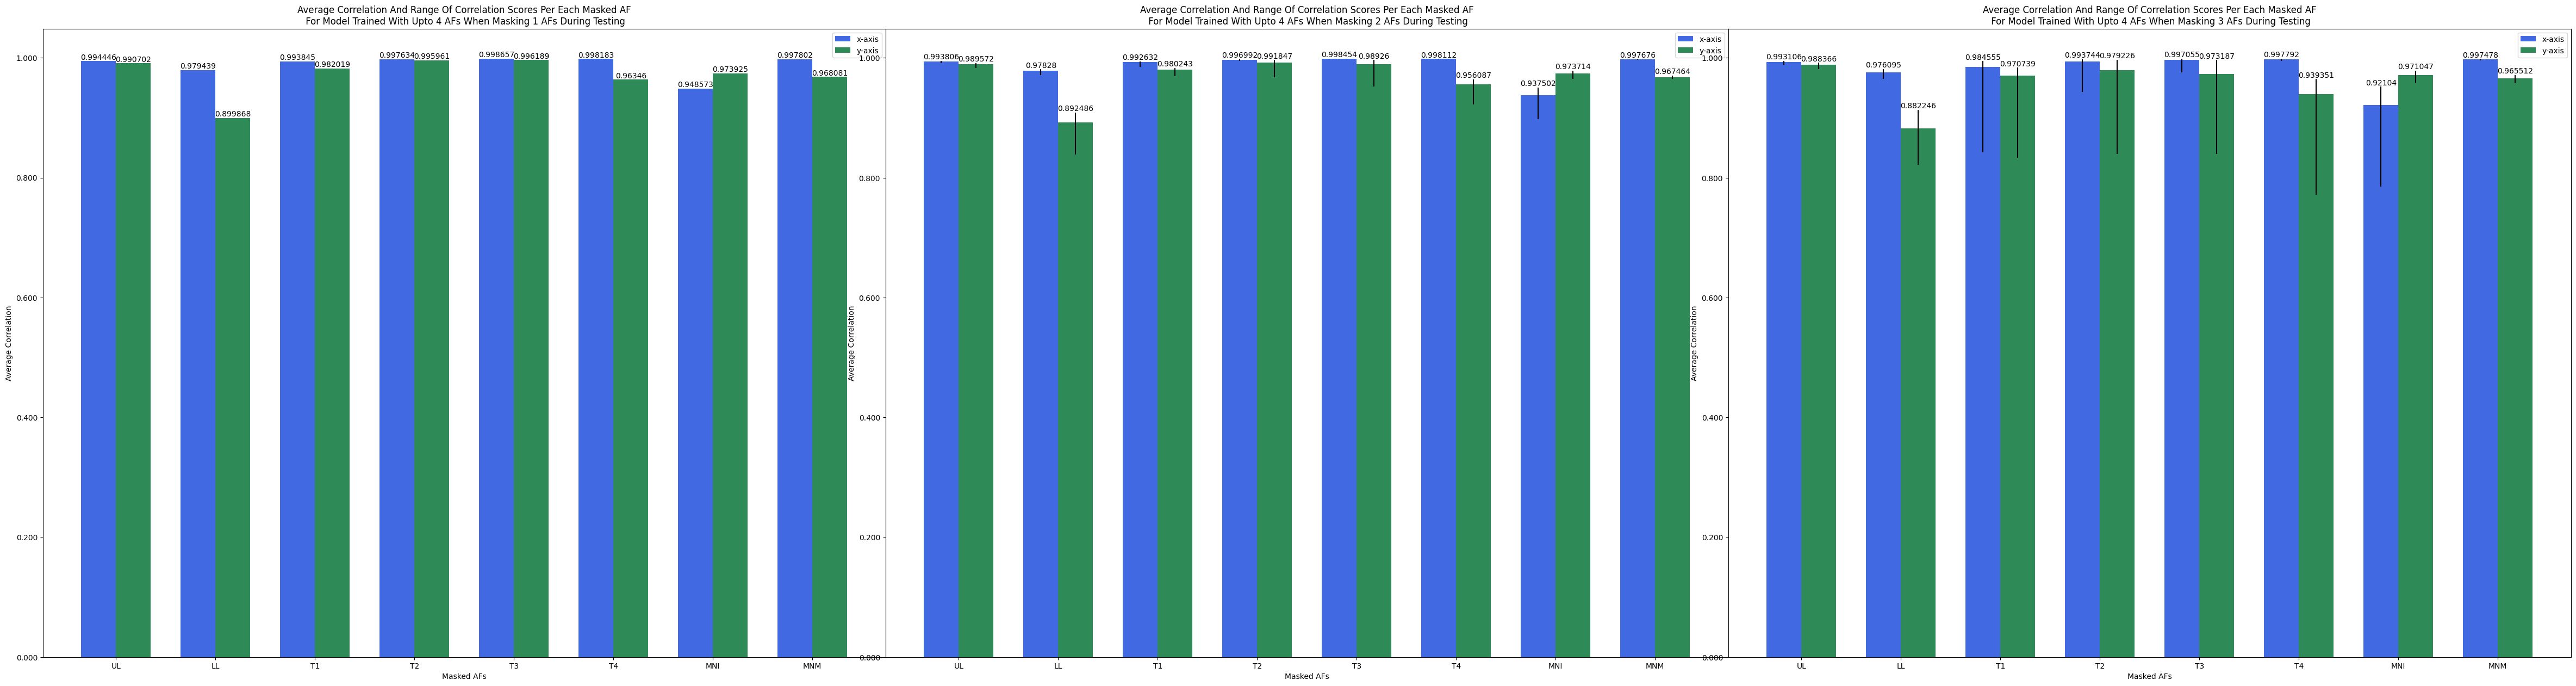 Average Correlation And Range Of Correlation Scores Per Each Masked AF
For Model Trained With Upto 4 AFs When Masking 1 AFs During Testing
x-axis
y-axis
1.000
0.800
0.600
0.400
0.200
0.000
Average Correlation
0.994446
0.990702
0.979439
0.899868
0.993845
0.982019
0.997634
0.995961
0.998657
0.996189
0.998183
0.96346
0.948573
0.973925
0.997802
0.968081
UL
LL
T1
T2
T3
T4
MNI
MNM
Masked AFs
Average Correlation And Range Of Correlation Scores Per Each Masked AF
For Model Trained With Upto 4 AFs When Masking 2 AFs During Testing
x-axis
y-axis
1.000
0.800
0.600
0.400
0.200
0.000
Average Correlation
0.993806
0.989572
0.97828
0.892486
0.992632
0.980243
0.996992
0.991847
0.998454
0.98926
0.998112
0.956087
0.937502
0.973714
0.997676
0.967464
UL
LL
T1
T2
T3
T4
MNI
MNM
Masked AFs
Average Correlation And Range Of Correlation Scores Per Each Masked AF
For Model Trained With Upto 4 AFs When Masking 3 AFs During Testing
x-axis
y-axis
1.000
0.800
0.600
0.400
0.200
0.000
Average Correlation
0.993106
0.988366
0.976095
0.882246
0.984555
0.970739
0.993744
0.979226
0.997055
0.973187
0.997792
0.939351
0.92104
0.971047
0.997478
0.965512
UL
LL
T1
T2
T3
T4
MNI
MNM
Masked AFs